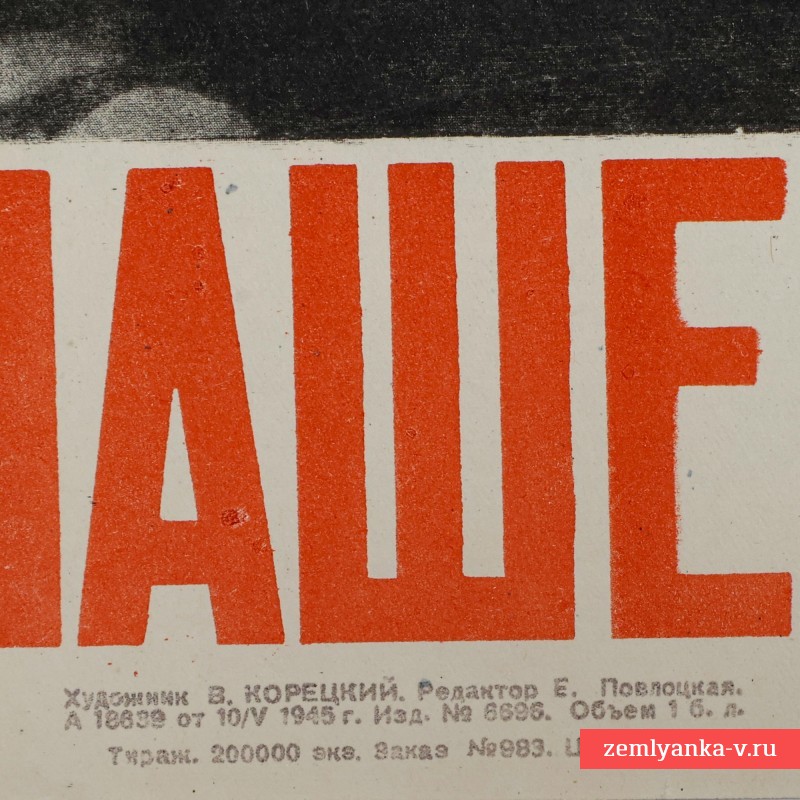 АШЕ
Художник В. КОРЕЦКИЙ. Редактор Е. Повлоцкая.
А 18639 от 10/V 1945 г. Изд. № 6696. Объем 1 б. л.
Тираж. 200000 экз. Заказ №983.
zemlyanka-v.ru